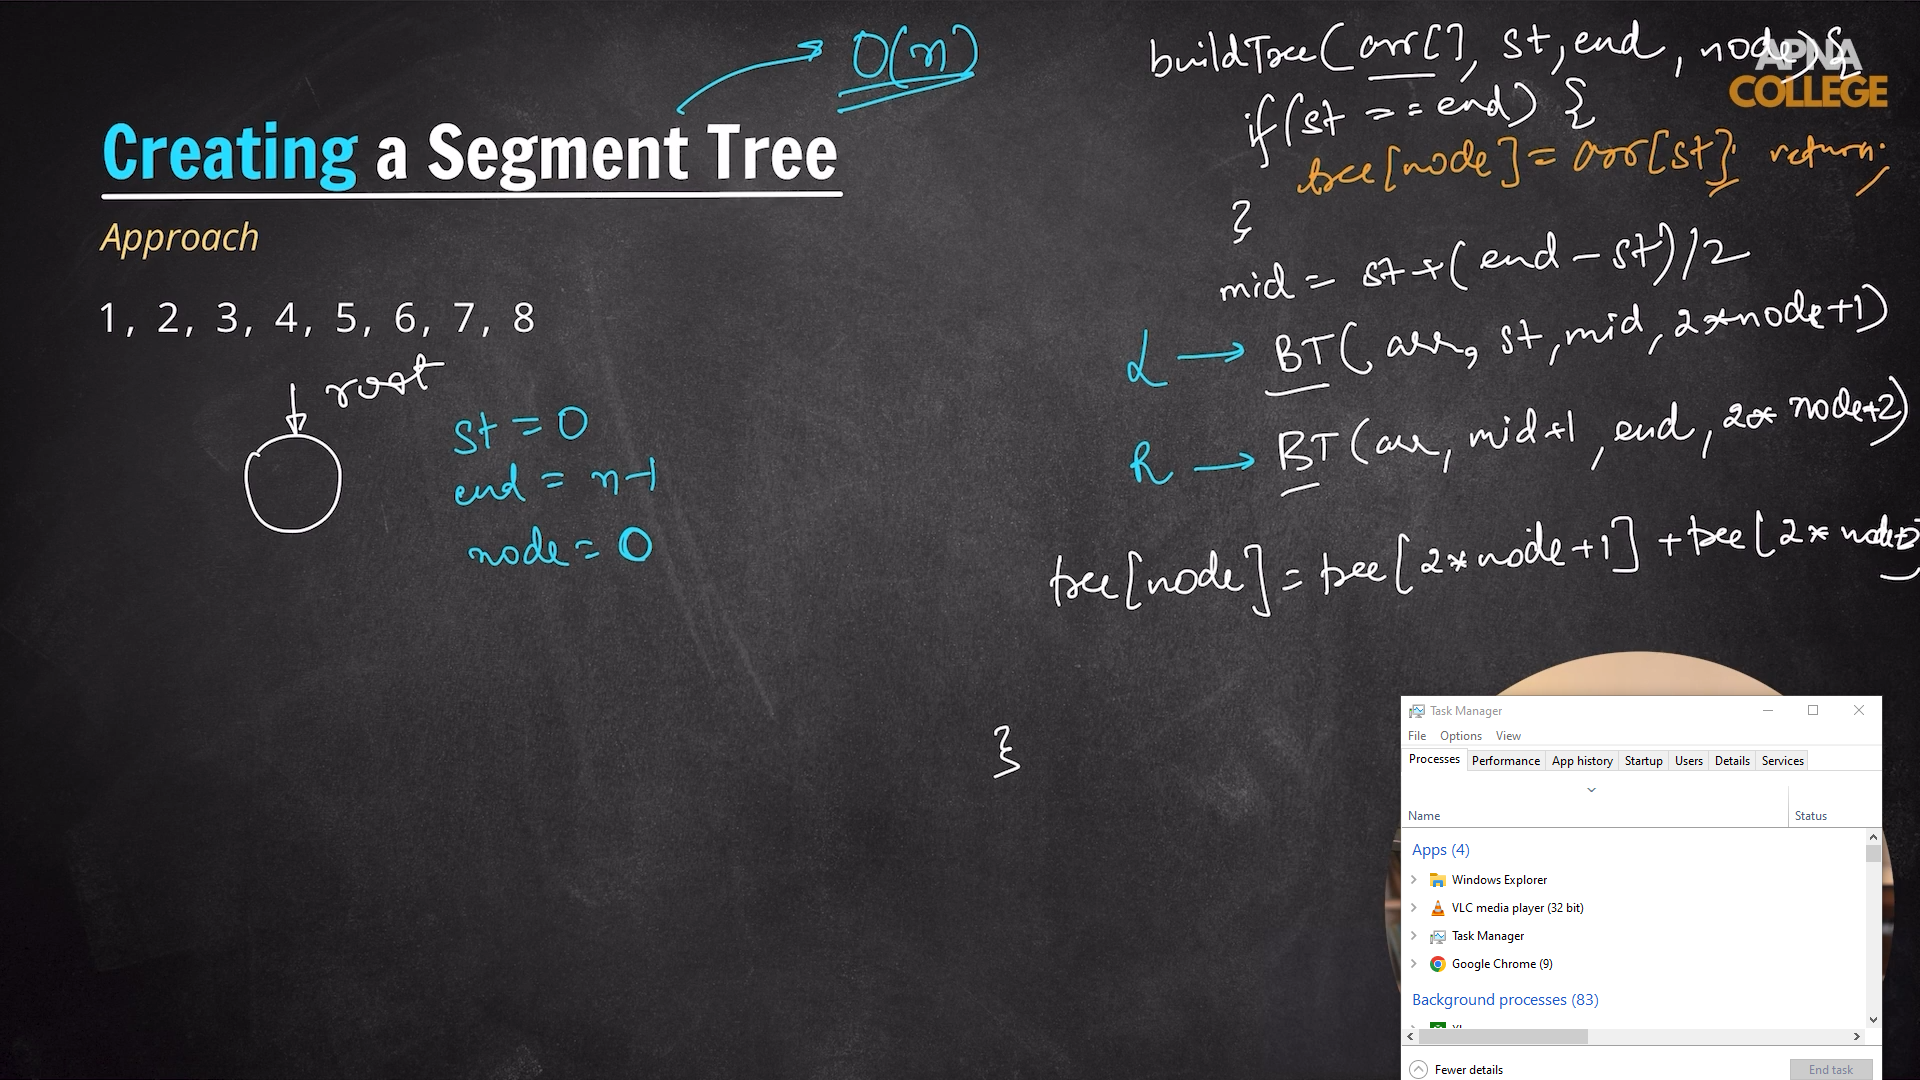 O(n)
Creating a Segment Tree
Approach
1, 2, 3, 4, 5, 6, 7, 8
root
st = 0
end = n-1
node = 0
buildTree(arr[], st, end, node) {
APNA
COLLEGE
if(st == end) {
tree[node] = arr[st]; return;
}
mid = st + (end - st)/2
L → BT(arr, st, mid, 2*node+1)
R → BT(arr, mid+1, end, 2* node+2)
tree[node] = tree[2*node+1] + tree[2* node+2]
}
Task Manager
File Options View
Processes Performance App history Startup Users Details Services
Name Status
Apps (4)
Windows Explorer
VLC media player (32 bit)
Task Manager
Google Chrome (9)
Background processes (83)
Fewer details
End task